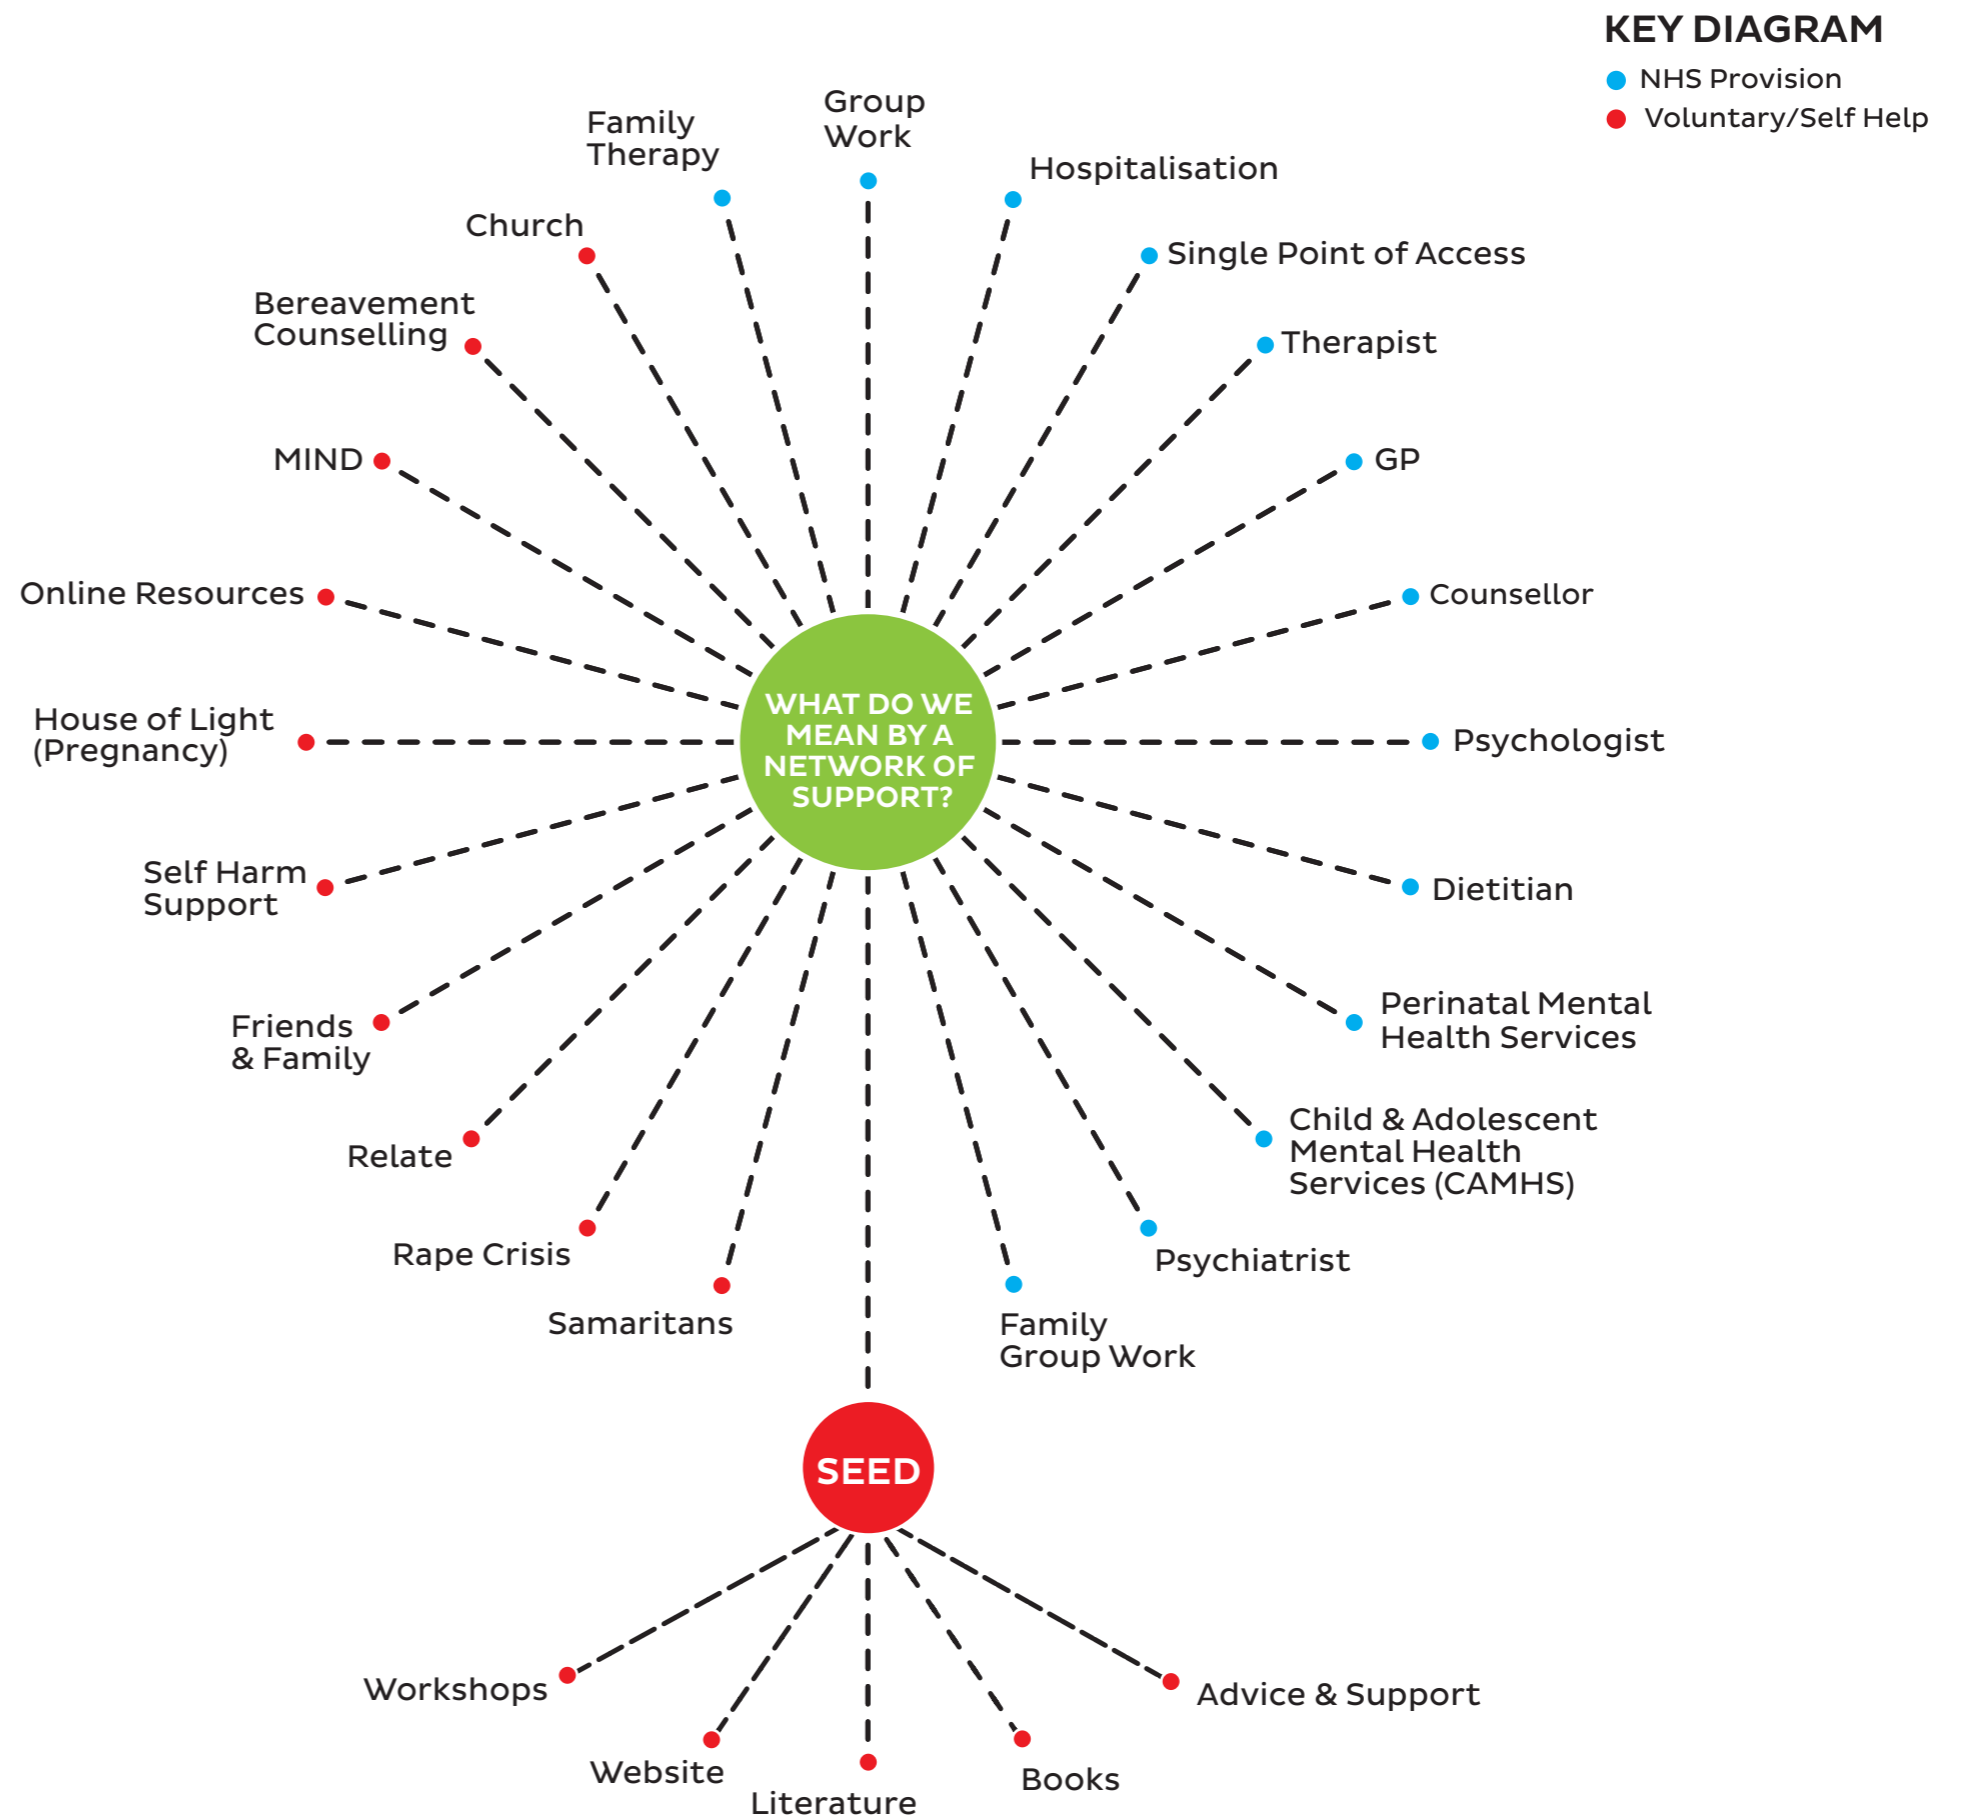 KEY DIAGRAM
NHS Provision
Voluntary/Self Help
Group
Work
Family
Therapy
Hospitalisation
Church
Single Point of Access
Bereavement
Counselling
Therapist
MIND
GP
Online Resources
Counsellor
WHAT DO WE
MEAN BY A
NETWORK OF
SUPPORT?
House of Light
(Pregnancy)
Psychologist
Self Harm
Support
Dietitian
Friends
& Family
Perinatal Mental
Health Services
Relate
Child & Adolescent
Mental Health
Services (CAMHS)
Rape Crisis
Psychiatrist
Samaritans
Family
Group Work
SEED
Workshops
Website
Literature
Books
Advice & Support